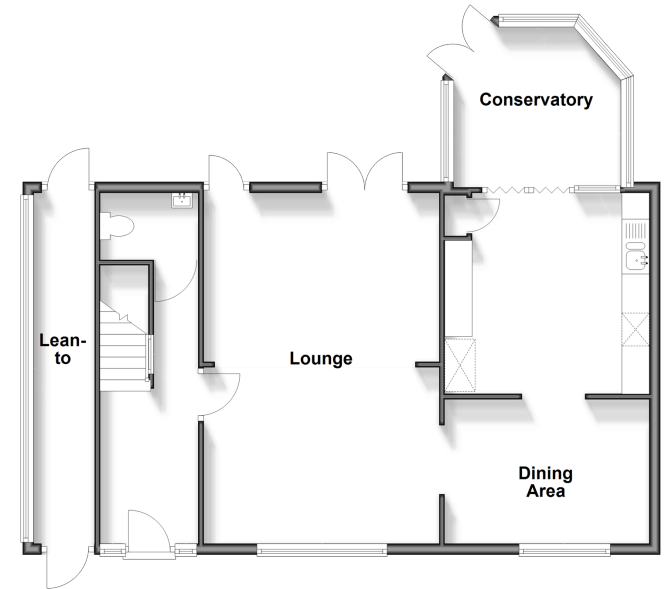 Conservatory
Lean-
to
Lounge
Dining
Area